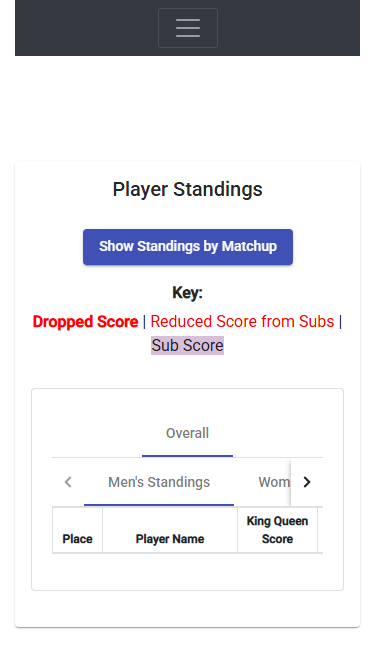 Player Standings
Show Standings by Matchup
Key:
Dropped Score | Reduced Score from Subs |
Sub Score
Overall
Men's Standings Wom
Place Player Name King Queen Score